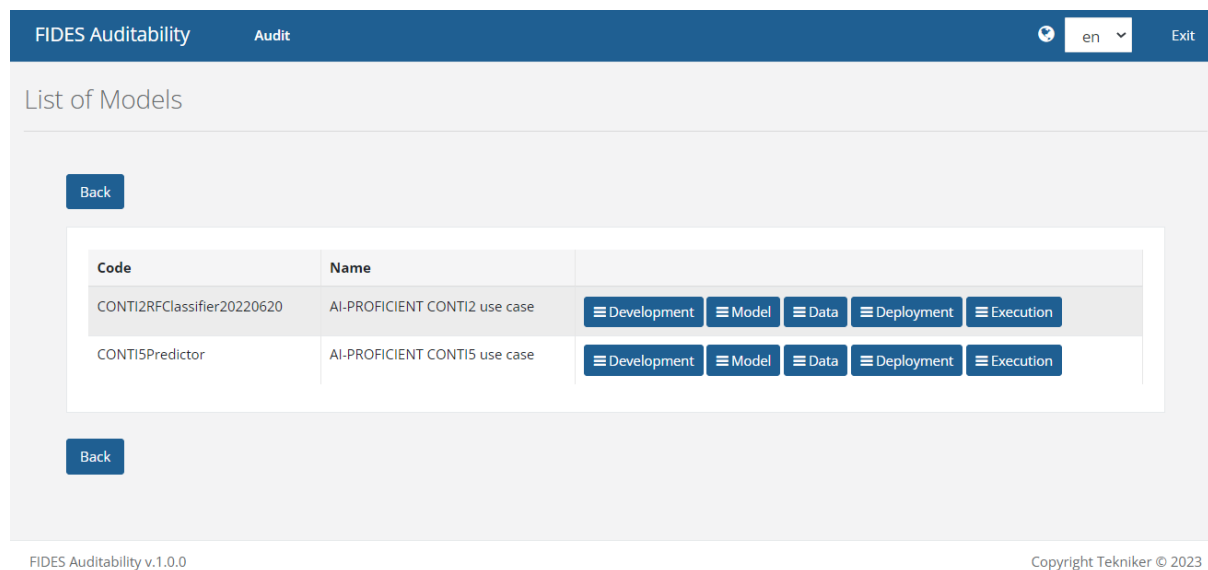 FIDES Auditability Audit en Exit
List of Models
Back
Code Name
CONTI2RFClassifier20220620 AI-PROFICIENT CONTI2 use case Development Model Data Deployment Execution
CONTI5Predictor AI-PROFICIENT CONTI5 use case Development Model Data Deployment Execution
Back
FIDES Auditability v.1.0.0 Copyright Tekniker © 2023